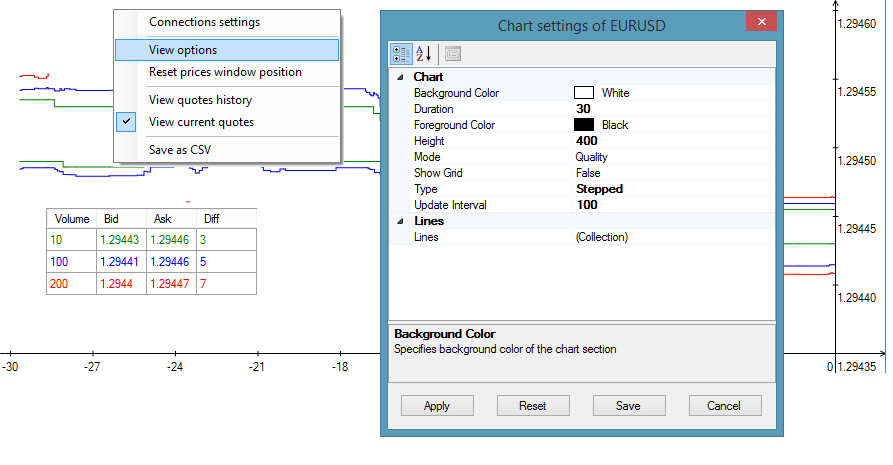 Connections settings
View options
Reset prices window position
View quotes history
View current quotes
Save as CSV
Volume Bid Ask Diff
10 1.29443 1.29446 3
100 1.29441 1.29446 5
200 1.2944 1.29447 7
Chart settings of EURUSD
A
Z
Chart
Background Color White
Duration 30
Foreground Color Black
Height 400
Mode Quality
Show Grid False
Type Stepped
Update Interval 100
Lines
Lines (Collection)
Background Color
Specifies background color of the chart section
Apply Reset Save Cancel
1.29460
1.29455
1.29450
1.29445
1.29440
1.29435
-30 -27 -24 -21 -18 0